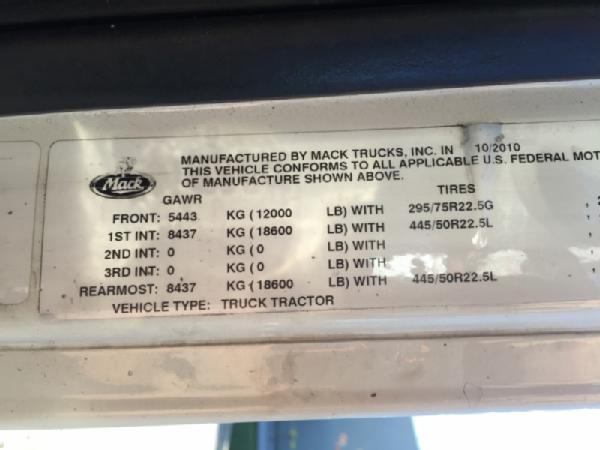 MANUFACTURED BY MACK TRUCKS, INC. IN 10/2010
THIS VEHICLE CONFORMS TO ALL APPLICABLE U.S. FEDERAL MOT
OF MANUFACTURE SHOWN ABOVE.
Mack
GAWR TIRES
FRONT: 5443 KG ( 12000 LB) WITH 295/75R22.5G
1ST INT: 8437 KG ( 18600 LB) WITH 445/50R22.5L
2ND INT: 0 KG ( 0 LB) WITH
3RD INT: 0 KG ( 0 LB) WITH
REARMOST: 8437 KG ( 18600 LB) WITH 445/50R22.5L
VEHICLE TYPE: TRUCK TRACTOR